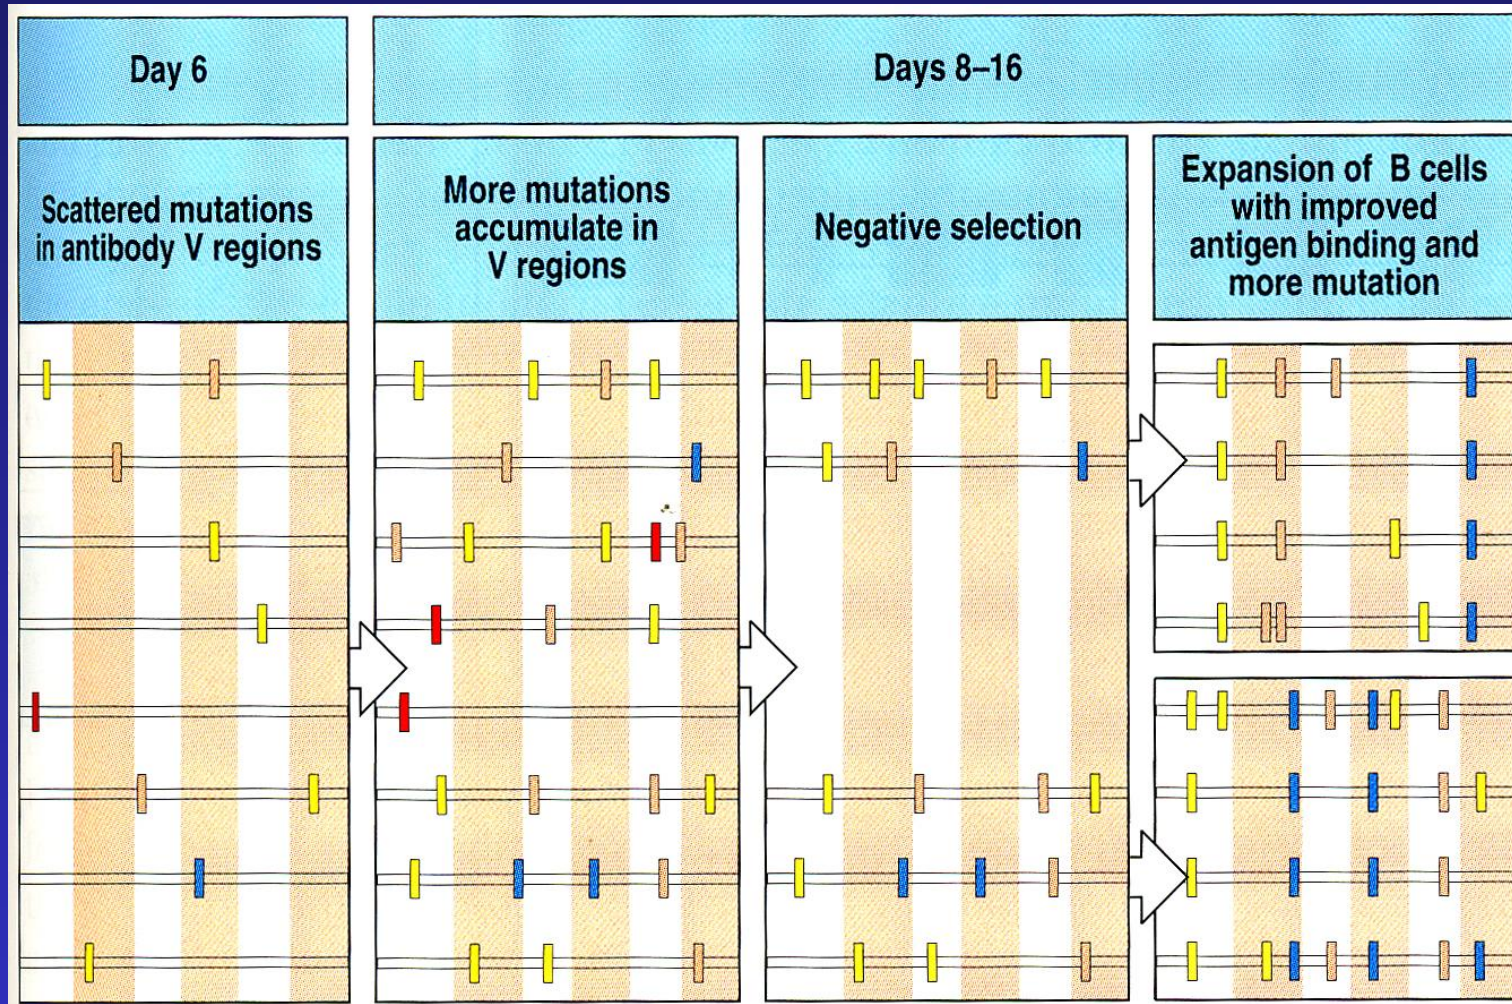 Day 6
Days 8–16
Scattered mutations
in antibody V regions
More mutations
accumulate in
V regions
Negative selection
Expansion of B cells
with improved
antigen binding and
more mutation